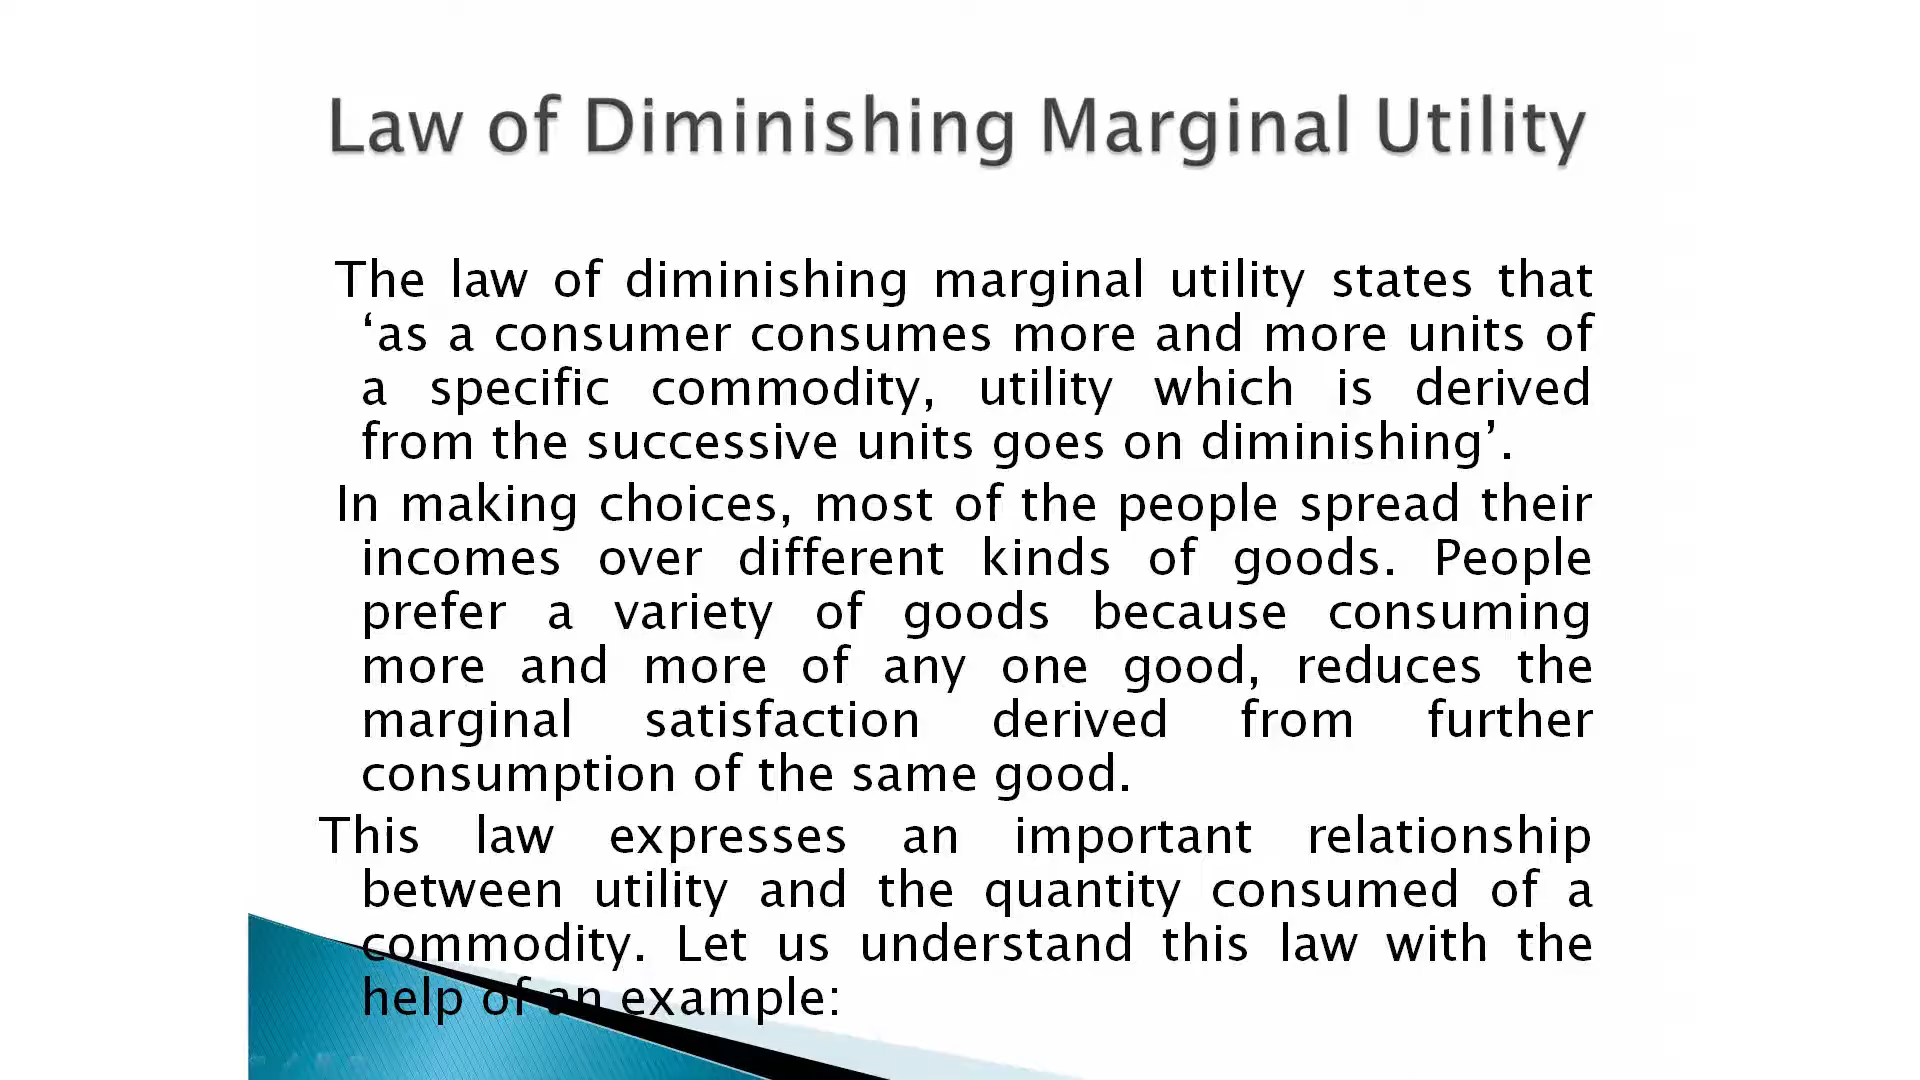 Law of Diminishing Marginal Utility
The law of diminishing marginal utility states that
‘as a consumer consumes more and more units of
a specific commodity, utility which is derived
from the successive units goes on diminishing’.
In making choices, most of the people spread their
incomes over different kinds of goods. People
prefer a variety of goods because consuming
more and more of any one good, reduces the
marginal satisfaction derived from further
consumption of the same good.
This law expresses an important relationship
between utility and the quantity consumed of a
commodity. Let us understand this law with the
help of an example: